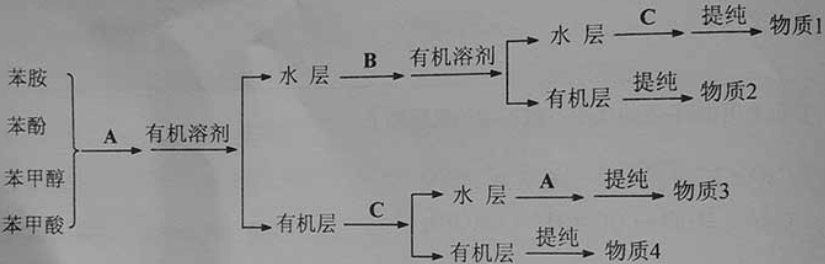 水 层 C 提纯 物质1
水 层 B 有机溶剂
苯胺
有机层 提纯 物质2
苯酚
A 有机溶剂
苯甲醇
水 层 A 提纯 物质3
苯甲酸
有机层 C
有机层 提纯 物质4